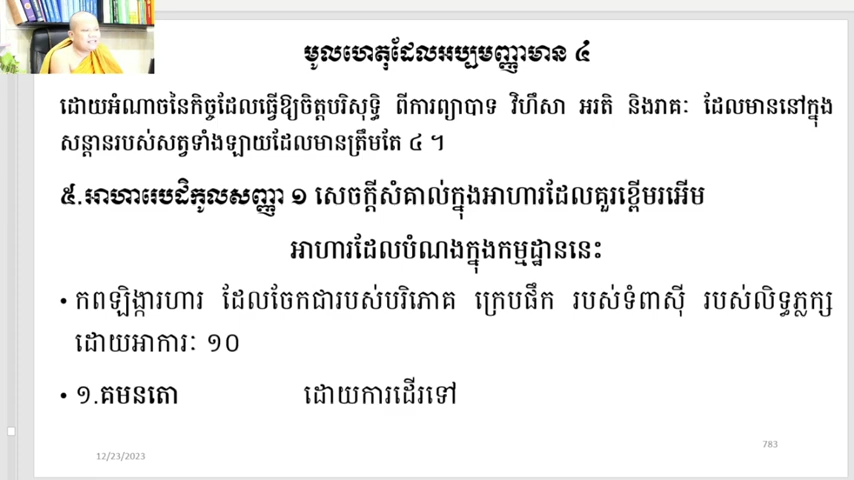 មូលហេតុដែលអប្បមញ្ញាមាន ៤
ដោយអំណាចនៃកិច្ចដែលធ្វើឱ្យចិត្តបរិសុទ្ធិ ពីការព្យាបាទ វិហឹសា អរតិ និងរាគៈ ដែលមាននៅក្នុង
សន្តានរបស់សត្វទាំងឡាយដែលមានត្រឹមតែ ៤ ។
៥.អាហារេបដិកូលសញ្ញា ១ សេចក្តីសំគាល់ក្នុងអាហារដែលគួរខ្ពើមរអើម
អាហារដែលបំណងក្នុងកម្មដ្ឋាននេះ
• កពឡិង្ការហារ ដែលចែកជារបស់បរិភោគ ក្រេបផឹក របស់ទំពាស៊ី របស់លិទ្ធភ្លក្ស
ដោយអាការៈ ១០
• ១.គមនតោ ដោយការដើរទៅ
12/23/2023
783